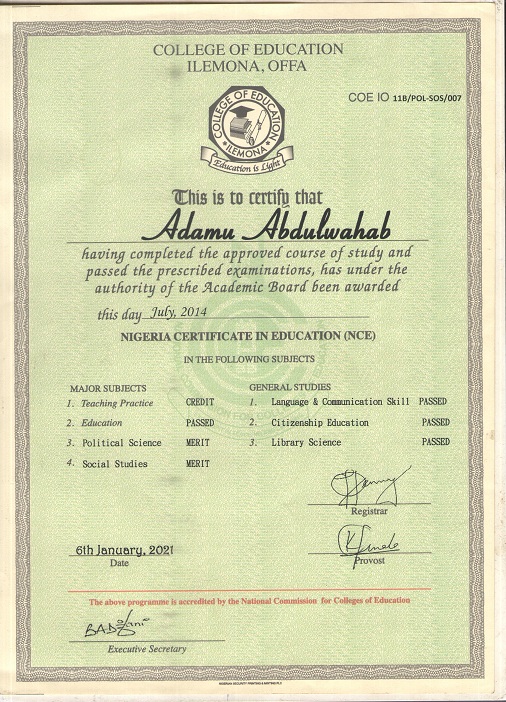 COLLEGE OF EDUCATION
ILEMONA, OFFA
COE IO 11B/POL-SOS/007
COLLEGE OF EDUCATION
ILEMONA
Education is Light
This is to certify that
Adamu Abdulwahab
having completed the approved course of study and
passed the prescribed examinations, has under the
authority of the Academic Board been awarded
this day July, 2014
NIGERIA CERTIFICATE IN EDUCATION (NCE)
IN THE FOLLOWING SUBJECTS
MAJOR SUBJECTS
1. Teaching Practice CREDIT
2. Education PASSED
3. Political Science MERIT
4. Social Studies MERIT
GENERAL STUDIES
1. Language & Communication Skill PASSED
2. Citizenship Education PASSED
3. Library Science PASSED
Registrar
Provost
6th January, 2021
Date
The above programme is accredited by the National Commission for Colleges of Education
Executive Secretary